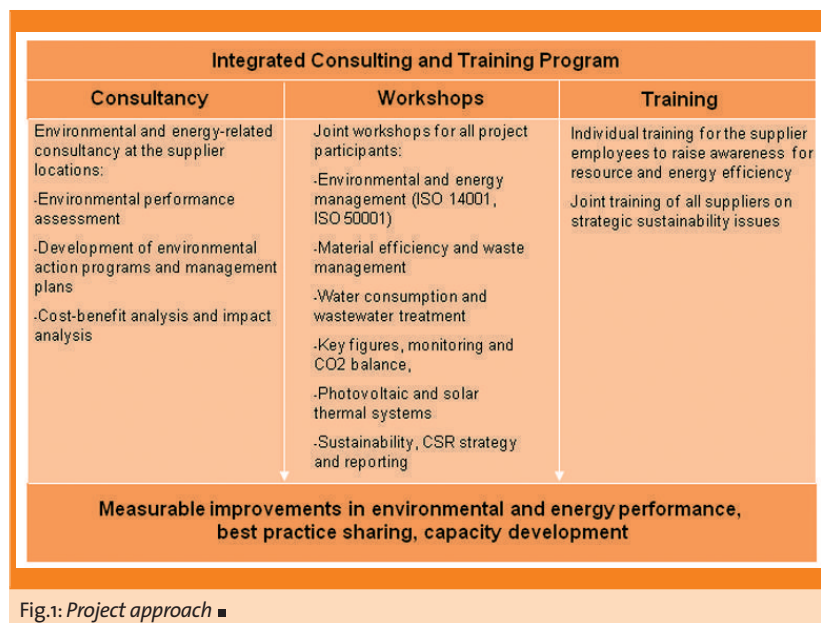 Integrated Consulting and Training Program
Consultancy
Environmental and energy-related
consultancy at the supplier
locations:
-Environmental performance
assessment
-Development of environmental
action programs and management
plans
-Cost-benefit analysis and impact
analysis
Workshops
Joint workshops for all project
participants:
-Environmental and energy
management (ISO 14001,
ISO 50001)
-Material efficiency and waste
management
-Water consumption and
wastewater treatment
-Key figures, monitoring and
CO2 balance,
-Photovoltaic and solar
thermal systems
-Sustainability, CSR strategy
and reporting
Training
Individual training for the supplier
employees to raise awareness for
resource and energy efficiency
Joint training of all suppliers on
strategic sustainability issues
Measurable improvements in environmental and energy performance,
best practice sharing, capacity development
Fig.1: Project approach ■